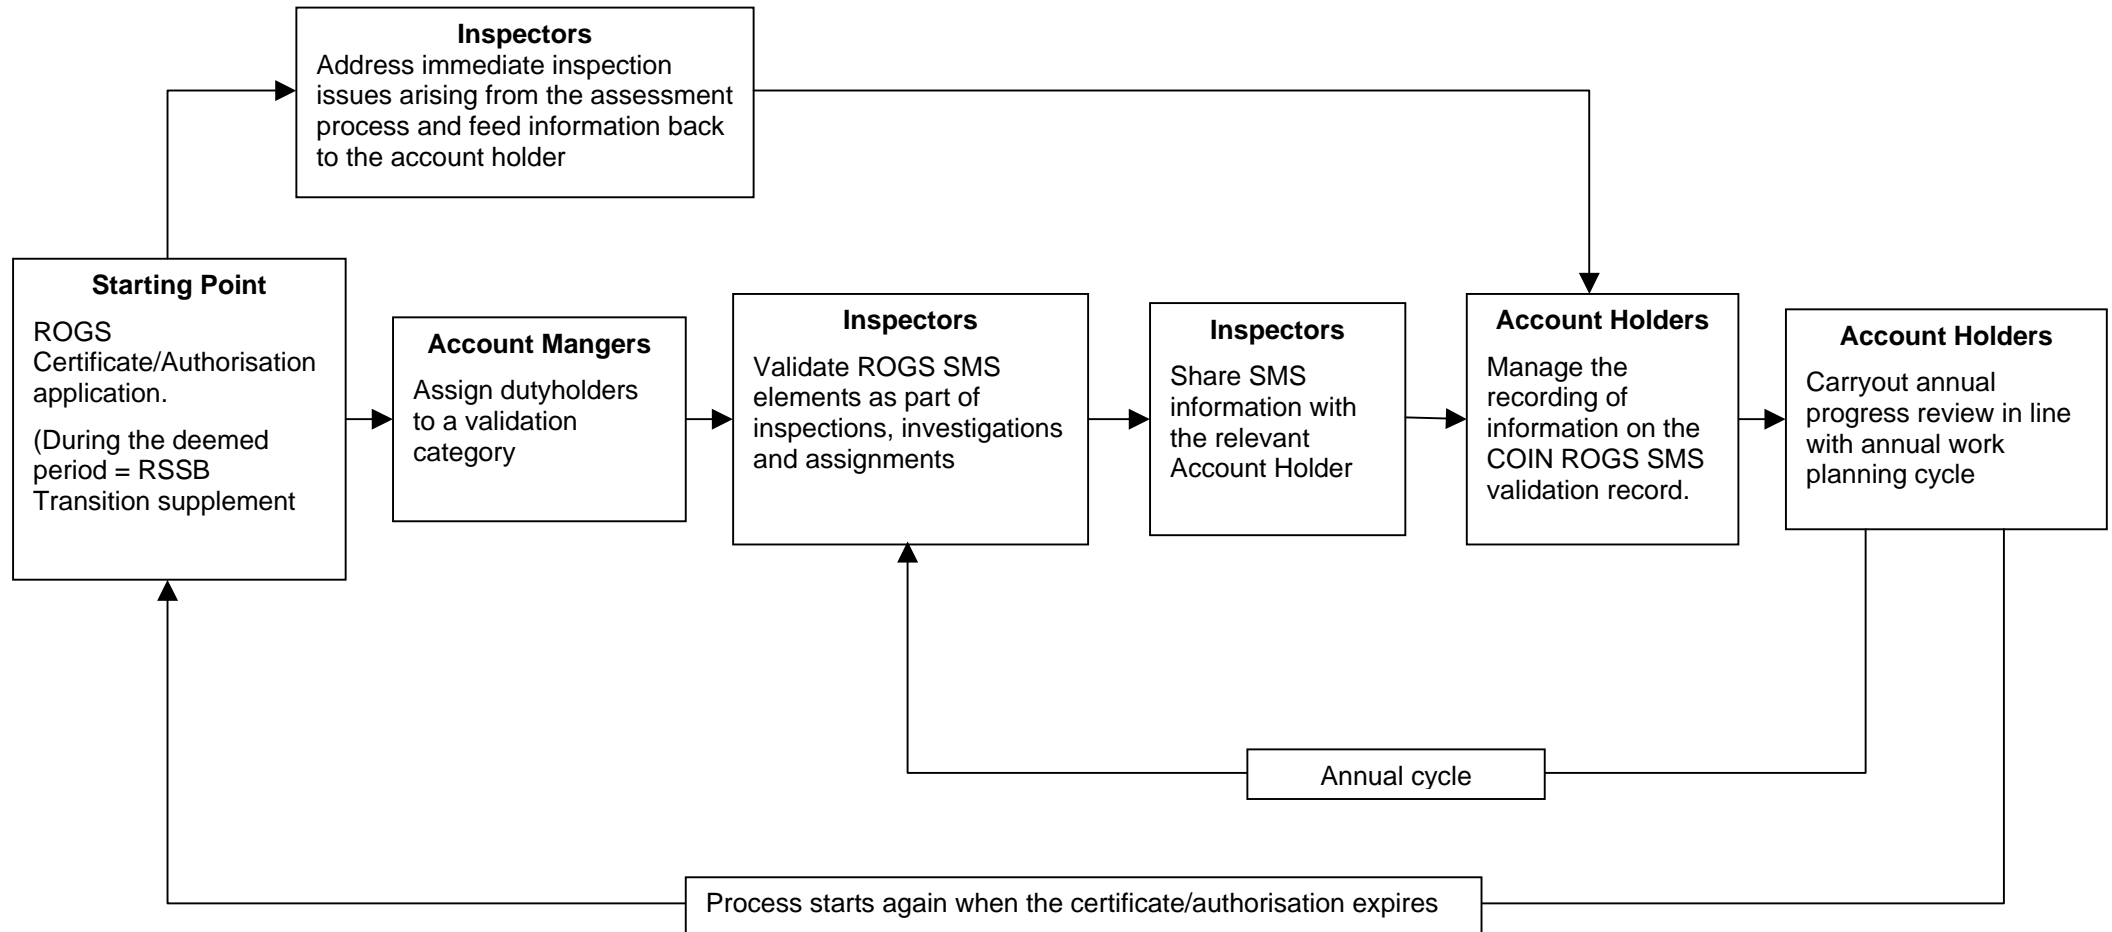 Inspectors
Address immediate inspection
issues arising from the assessment
process and feed information back
to the account holder
Starting Point
ROGS
Certificate/Authorisation
application.
(During the deemed
period = RSSB
Transition supplement
Account Mangers
Assign dutyholders
to a validation
category
Inspectors
Validate ROGS SMS
elements as part of
inspections, investigations
and assignments
Inspectors
Share SMS
information with
the relevant
Account Holder
Account Holders
Manage the
recording of
information on the
COIN ROGS SMS
validation record.
Account Holders
Carryout annual
progress review in line
with annual work
planning cycle
Annual cycle
Process starts again when the certificate/authorisation expires